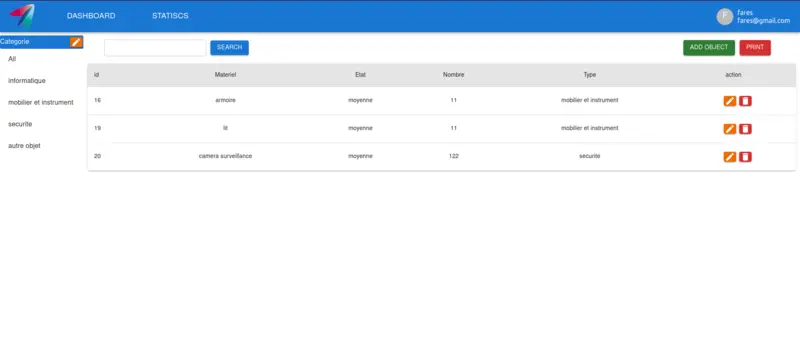 DASHBOARD STATISCS F fares
fares@gmail.com
Categorie
SEARCH ADD OBJECT PRINT
All
informatique
mobilier et instrument
securite
autre objet
id Materiel Etat Nombre Type action
16 armoire moyenne 11 mobilier et instrument
19 lit moyenne 11 mobilier et instrument
20 camera surveillance moyenne 122 securite